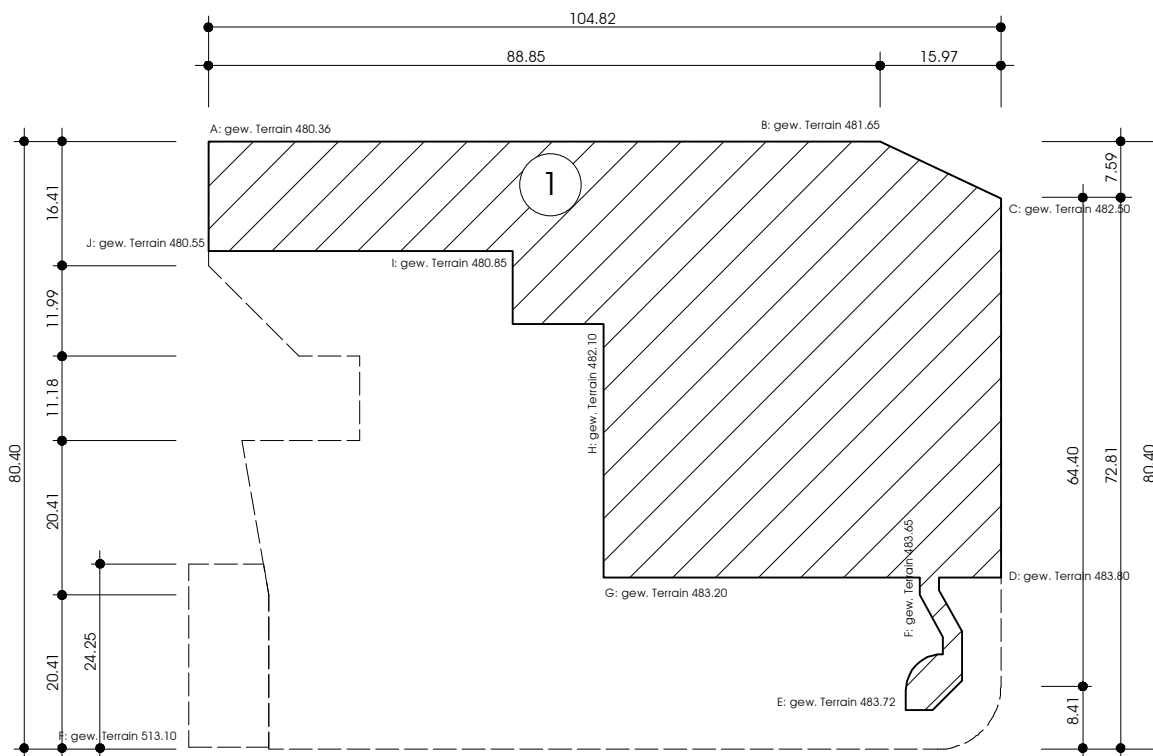 104.82
88.85
15.97
A: gew. Terrain 480.36
B: gew. Terrain 481.65
1
7.59
16.41
C: gew. Terrain 482.50
J: gew. Terrain 480.55
I: gew. Terrain 480.85
11.99
H: gew. Terrain 482.10
11.18
80.40
64.40
72.81
80.40
20.41
F: gew. Terrain 483.65
D: gew. Terrain 483.80
G: gew. Terrain 483.20
24.25
20.41
E: gew. Terrain 483.72
8.41
F: gew. Terrain 513.10